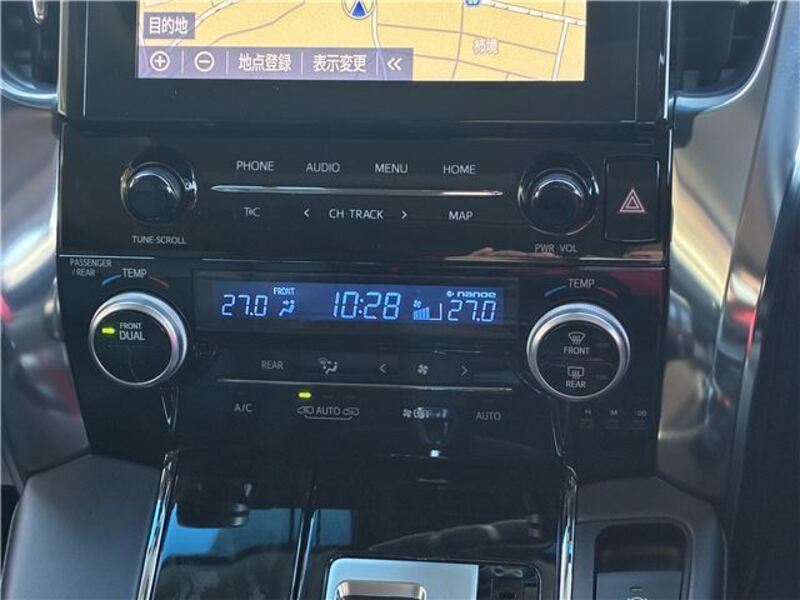 目的地
柿境
地点登録 表示変更 <<
PHONE AUDIO MENU HOME
T&C < CH·TRACK > MAP
TUNE·SCROLL
PWR·VOL
PASSENGER
/ REAR
TEMP
TEMP
FRONT
nanoe
27.0 10:28 27.0
FRONT
DUAL
FRONT
REAR
REAR < >
A/C AUTO OFF AUTO
H M :00